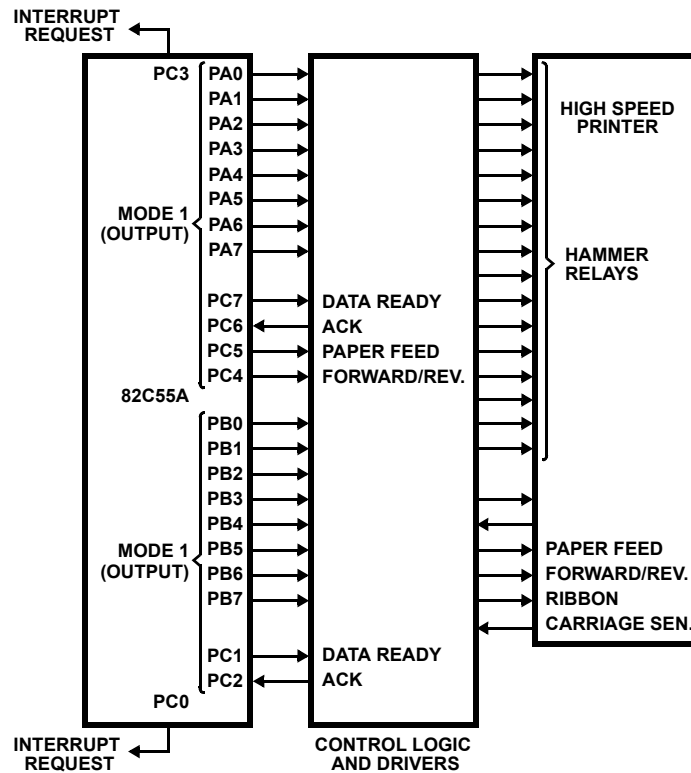 INTERRUPT
REQUEST
PC3
PA0
PA1
PA2
PA3
PA4
PA5
PA6
PA7
MODE 1
(OUTPUT)
PC7
PC6
PC5
PC4
82C55A
PB0
PB1
PB2
PB3
PB4
PB5
PB6
PB7
MODE 1
(OUTPUT)
PC1
PC2
PC0
INTERRUPT
REQUEST
DATA READY
ACK
PAPER FEED
FORWARD/REV.
DATA READY
ACK
CONTROL LOGIC
AND DRIVERS
HIGH SPEED
PRINTER
HAMMER
RELAYS
PAPER FEED
FORWARD/REV.
RIBBON
CARRIAGE SEN.